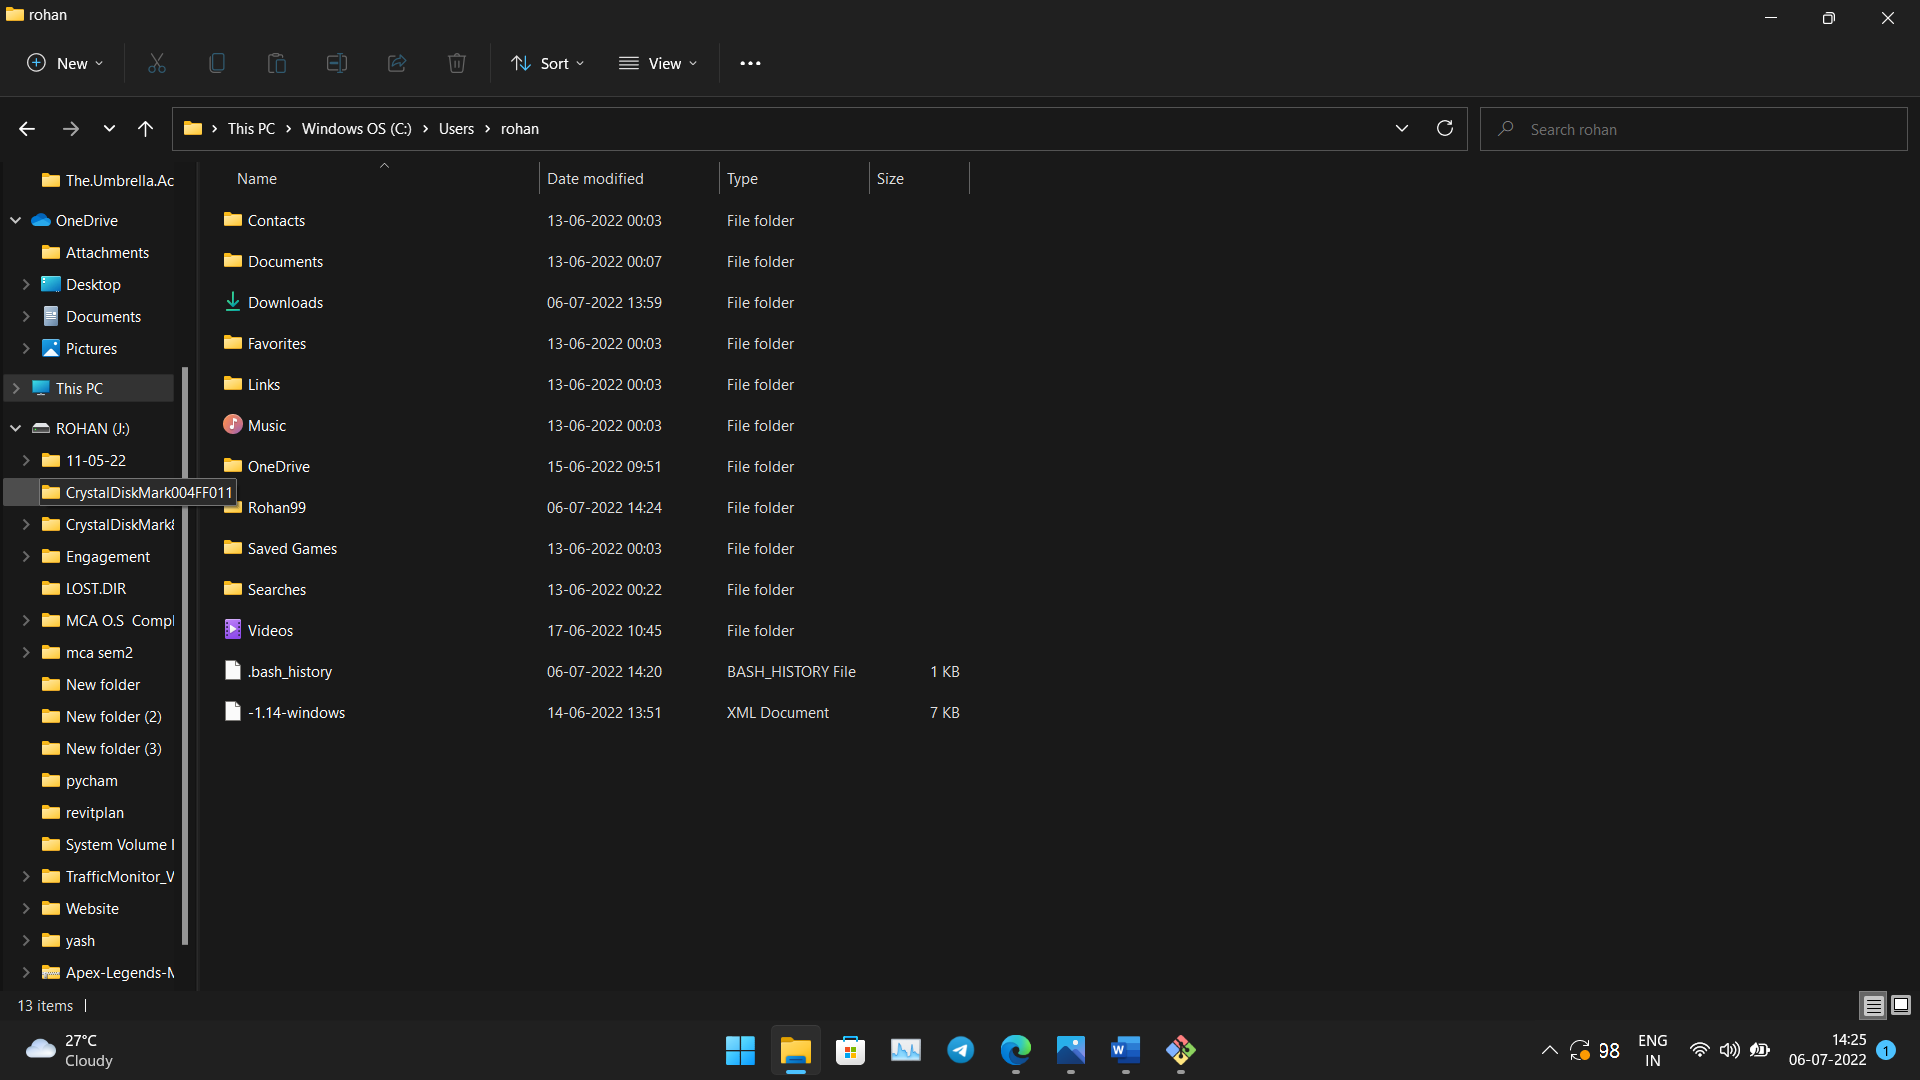 rohan
New
Sort
View
This PC
Windows OS (C:)
Users
rohan
Search rohan
The.Umbrella.Ac
OneDrive
Attachments
Desktop
Documents
Pictures
This PC
ROHAN (J:)
11-05-22
CrystalDiskMark004FF011
CrystalDiskMark8
Engagement
LOST.DIR
MCA O.S Compl
mca sem2
New folder
New folder (2)
New folder (3)
pycham
revitplan
System Volume I
TrafficMonitor_V
Website
yash
Apex-Legends-M
Name Date modified Type Size
Contacts 13-06-2022 00:03 File folder
Documents 13-06-2022 00:07 File folder
Downloads 06-07-2022 13:59 File folder
Favorites 13-06-2022 00:03 File folder
Links 13-06-2022 00:03 File folder
Music 13-06-2022 00:03 File folder
OneDrive 15-06-2022 09:51 File folder
Rohan99 06-07-2022 14:24 File folder
Saved Games 13-06-2022 00:03 File folder
Searches 13-06-2022 00:22 File folder
Videos 17-06-2022 10:45 File folder
.bash_history 06-07-2022 14:20 BASH_HISTORY File 1 KB
-1.14-windows 14-06-2022 13:51 XML Document 7 KB
13 items
27°C
Cloudy
W
98
ENG
IN
14:25
06-07-2022
1